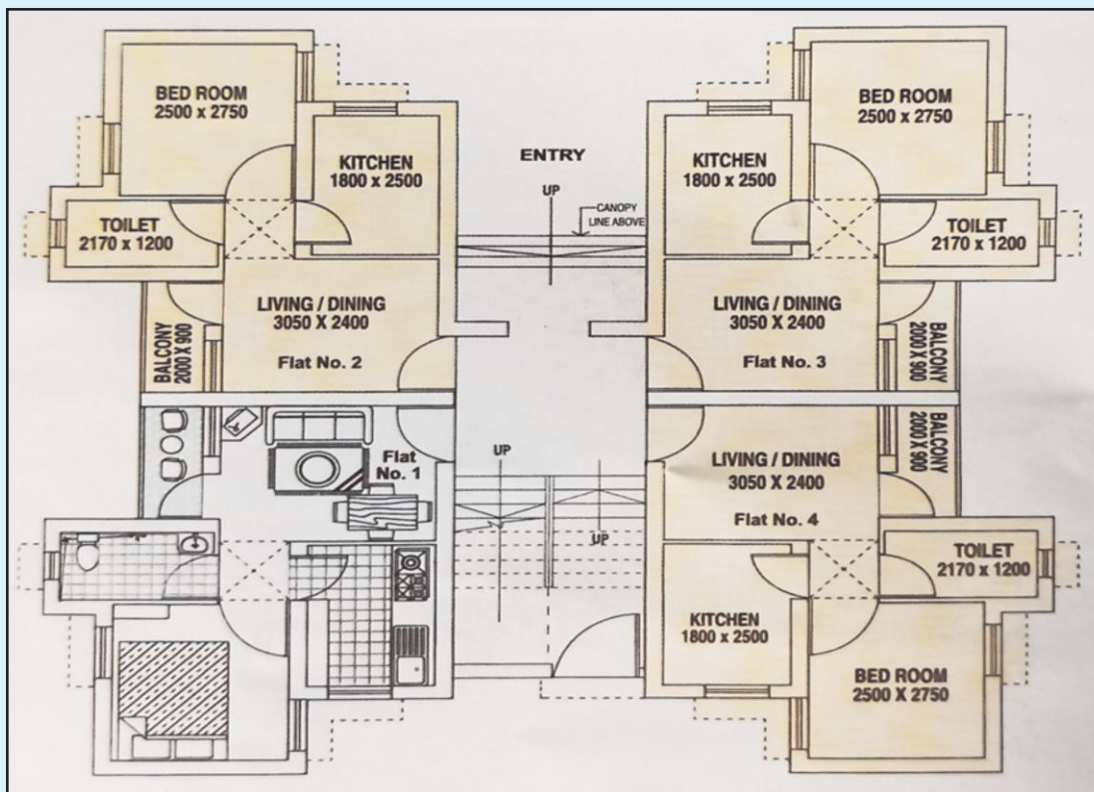 BED ROOM
2500 x 2750
KITCHEN
1800 x 2500
TOILET
2170 x 1200
LIVING / DINING
3050 X 2400
Flat No. 2
BALCONY
2000 X 900
ENTRY
UP
CANOPY
LINE ABOVE
BED ROOM
2500 x 2750
KITCHEN
1800 x 2500
TOILET
2170 x 1200
LIVING / DINING
3050 X 2400
Flat No. 3
BALCONY
2000 X 900
Flat
No. 1
UP
UP
LIVING / DINING
3050 X 2400
Flat No. 4
BALCONY
2000 X 900
TOILET
2170 x 1200
KITCHEN
1800 x 2500
BED ROOM
2500 X 2750